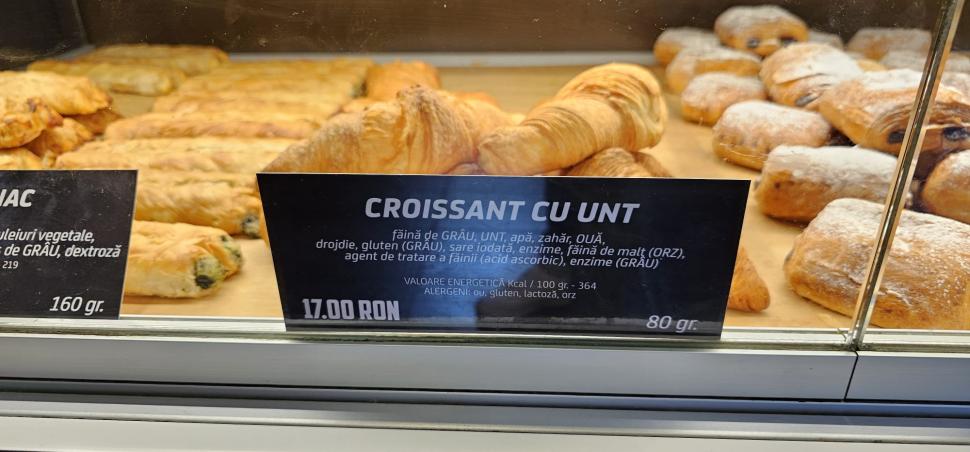 IAC
uleiuri vegetale,
de GRÂU, dextroză
219
160 gr.
CROISSANT CU UNT
făină de GRÂU, UNT, apă, zahăr, OUĂ,
drojdie, gluten (GRÂU), sare iodată, enzime, făină de malț (ORZ),
agent de tratare a făinii (acid ascorbic), enzime (GRÂU)
VALOARE ENERGETICĂ Kcal / 100 gr. - 364
ALERGENI: ou, gluten, lactoză, orz
17.00 RON
80 gr.